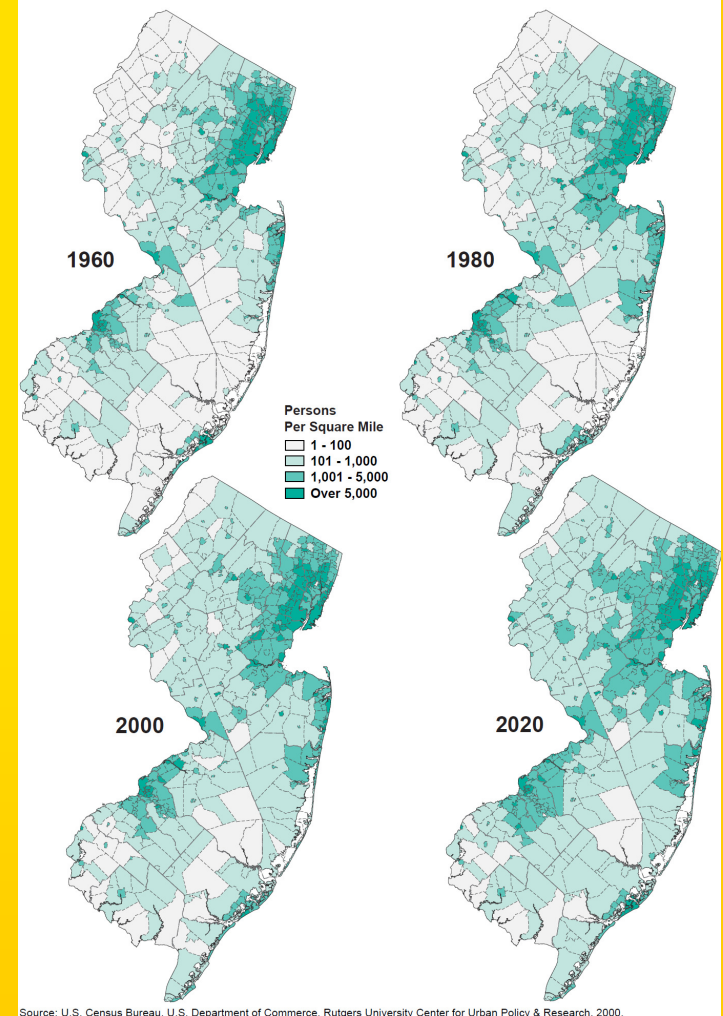 1960
1980
Persons
Per Square Mile
1 - 100
101 - 1,000
1,001 - 5,000
Over 5,000
2000
2020
Source: U.S. Census Bureau, U.S. Department of Commerce, Rutgers University Center for Urban Policy & Research, 2000.